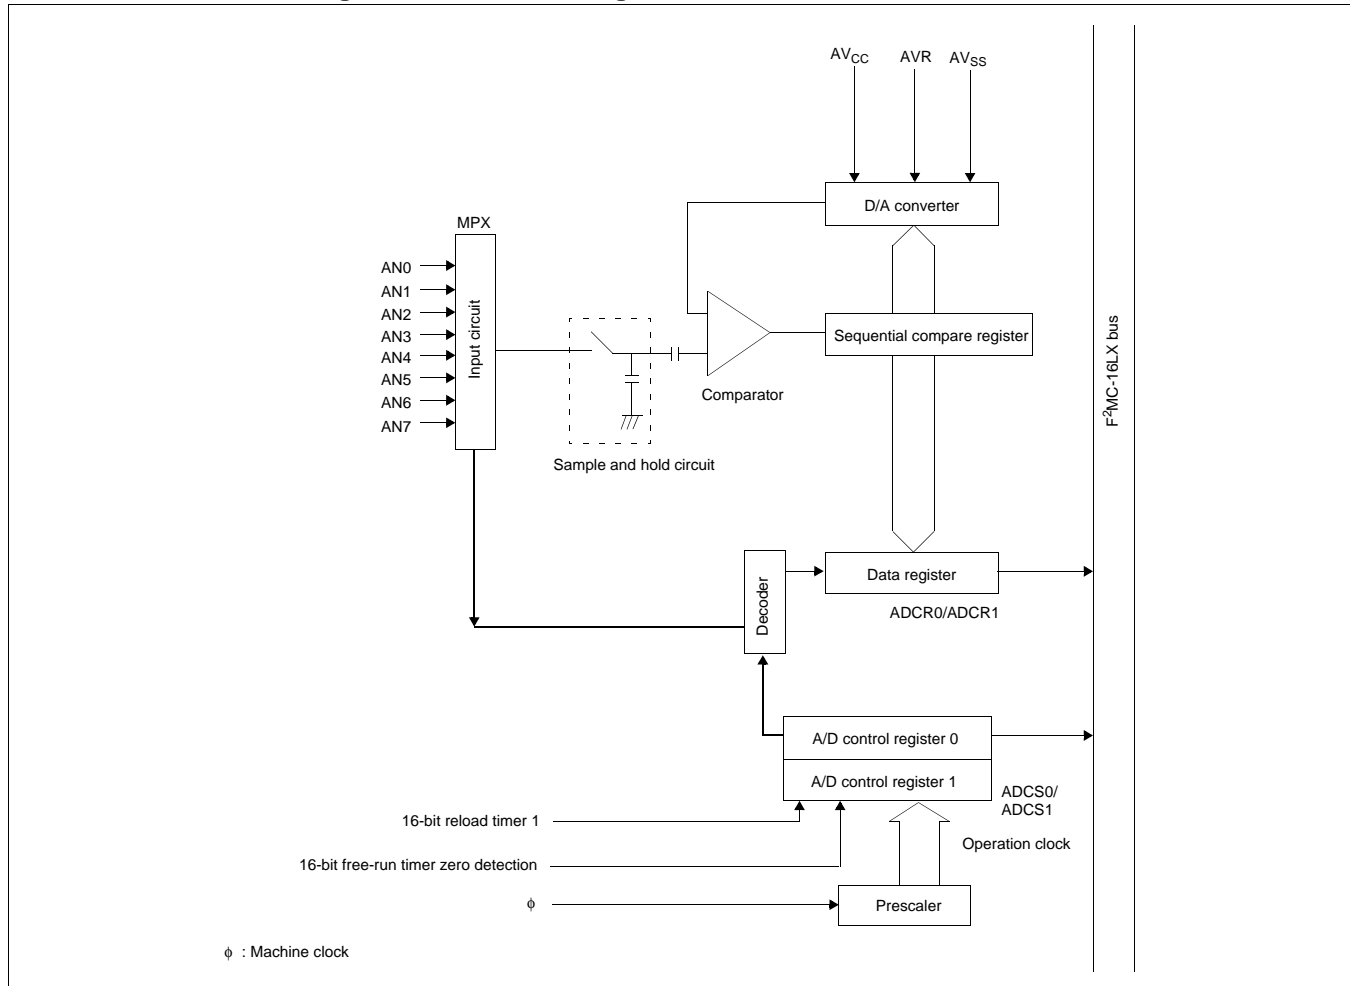 AVCC AVR AVSS
D/A converter
MPX
AN0
AN1
AN2
AN3
AN4
AN5
AN6
AN7
Input circuit
Sequential compare register
Comparator
Sample and hold circuit
F²MC-16LX bus
Decoder
Data register
ADCR0/ADCR1
A/D control register 0
A/D control register 1
ADCS0/
ADCS1
16-bit reload timer 1
Operation clock
16-bit free-run timer zero detection
ϕ
Prescaler
ϕ : Machine clock